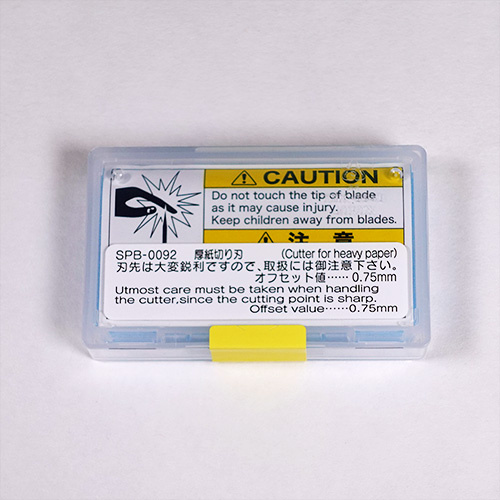 ⚠ CAUTION
Do not touch the tip of blade
as it may cause injury.
Keep children away from blades.
⚠ 注 意
SPB-0092 厚紙切り刃 (Cutter for heavy paper)
刃先は大変鋭利ですので、取扱には御注意下さい。
オフセット値……0.75mm
Utmost care must be taken when handling
the cutter,since the cutting point is sharp.
Offset value……0.75mm